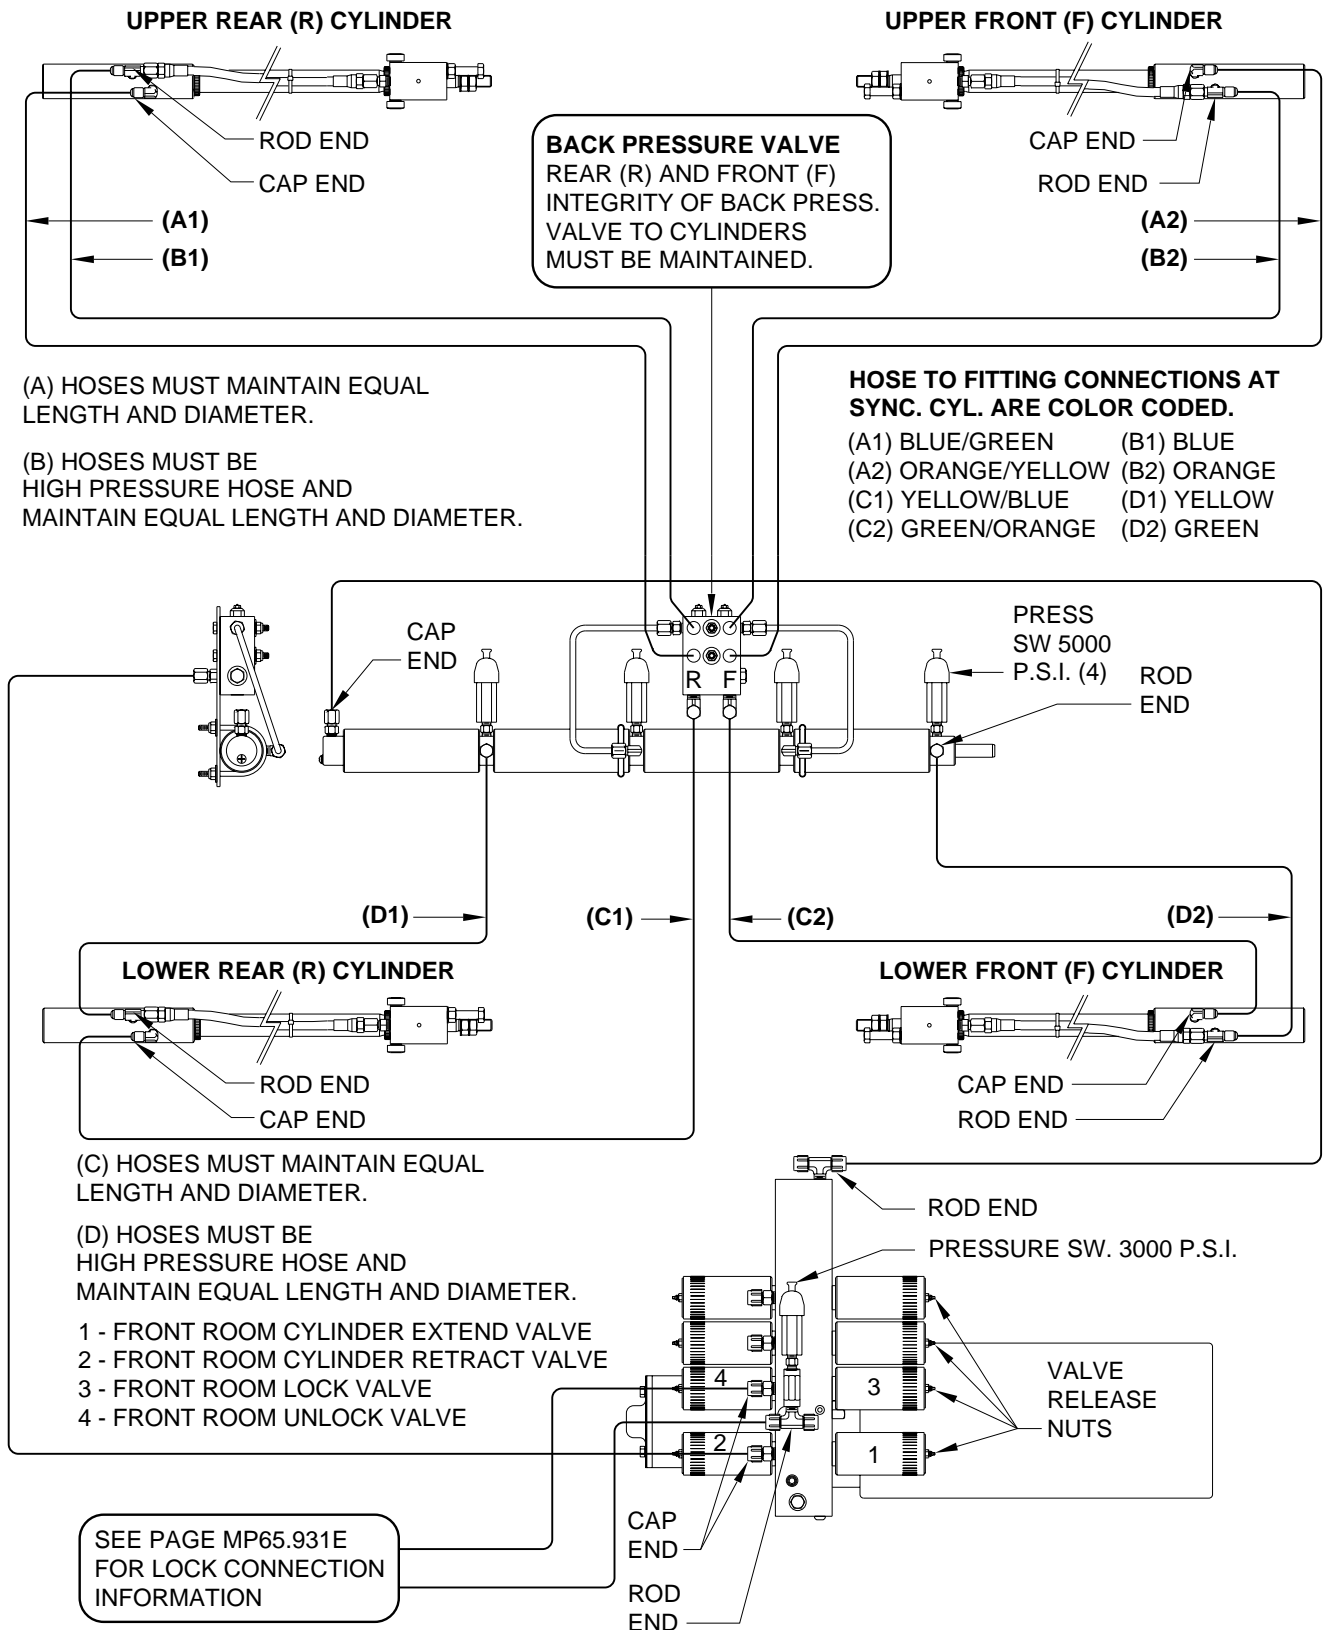 UPPER REAR (R) CYLINDER
UPPER FRONT (F) CYLINDER
ROD END
CAP END
(A1)
(B1)
BACK PRESSURE VALVE
REAR (R) AND FRONT (F)
INTEGRITY OF BACK PRESS.
VALVE TO CYLINDERS
MUST BE MAINTAINED.
CAP END
ROD END
(A2)
(B2)
(A) HOSES MUST MAINTAIN EQUAL
LENGTH AND DIAMETER.
(B) HOSES MUST BE
HIGH PRESSURE HOSE AND
MAINTAIN EQUAL LENGTH AND DIAMETER.
HOSE TO FITTING CONNECTIONS AT
SYNC. CYL. ARE COLOR CODED.
(A1) BLUE/GREEN (B1) BLUE
(A2) ORANGE/YELLOW (B2) ORANGE
(C1) YELLOW/BLUE (D1) YELLOW
(C2) GREEN/ORANGE (D2) GREEN
CAP
END
R F
PRESS
SW 5000
P.S.I. (4)
ROD
END
(D1)
(C1)
(C2)
(D2)
LOWER REAR (R) CYLINDER
LOWER FRONT (F) CYLINDER
ROD END
CAP END
CAP END
ROD END
(C) HOSES MUST MAINTAIN EQUAL
LENGTH AND DIAMETER.
(D) HOSES MUST BE
HIGH PRESSURE HOSE AND
MAINTAIN EQUAL LENGTH AND DIAMETER.
1 - FRONT ROOM CYLINDER EXTEND VALVE
2 - FRONT ROOM CYLINDER RETRACT VALVE
3 - FRONT ROOM LOCK VALVE
4 - FRONT ROOM UNLOCK VALVE
ROD END
PRESSURE SW. 3000 P.S.I.
4
3
2
1
VALVE
RELEASE
NUTS
CAP
END
ROD
END
SEE PAGE MP65.931E
FOR LOCK CONNECTION
INFORMATION